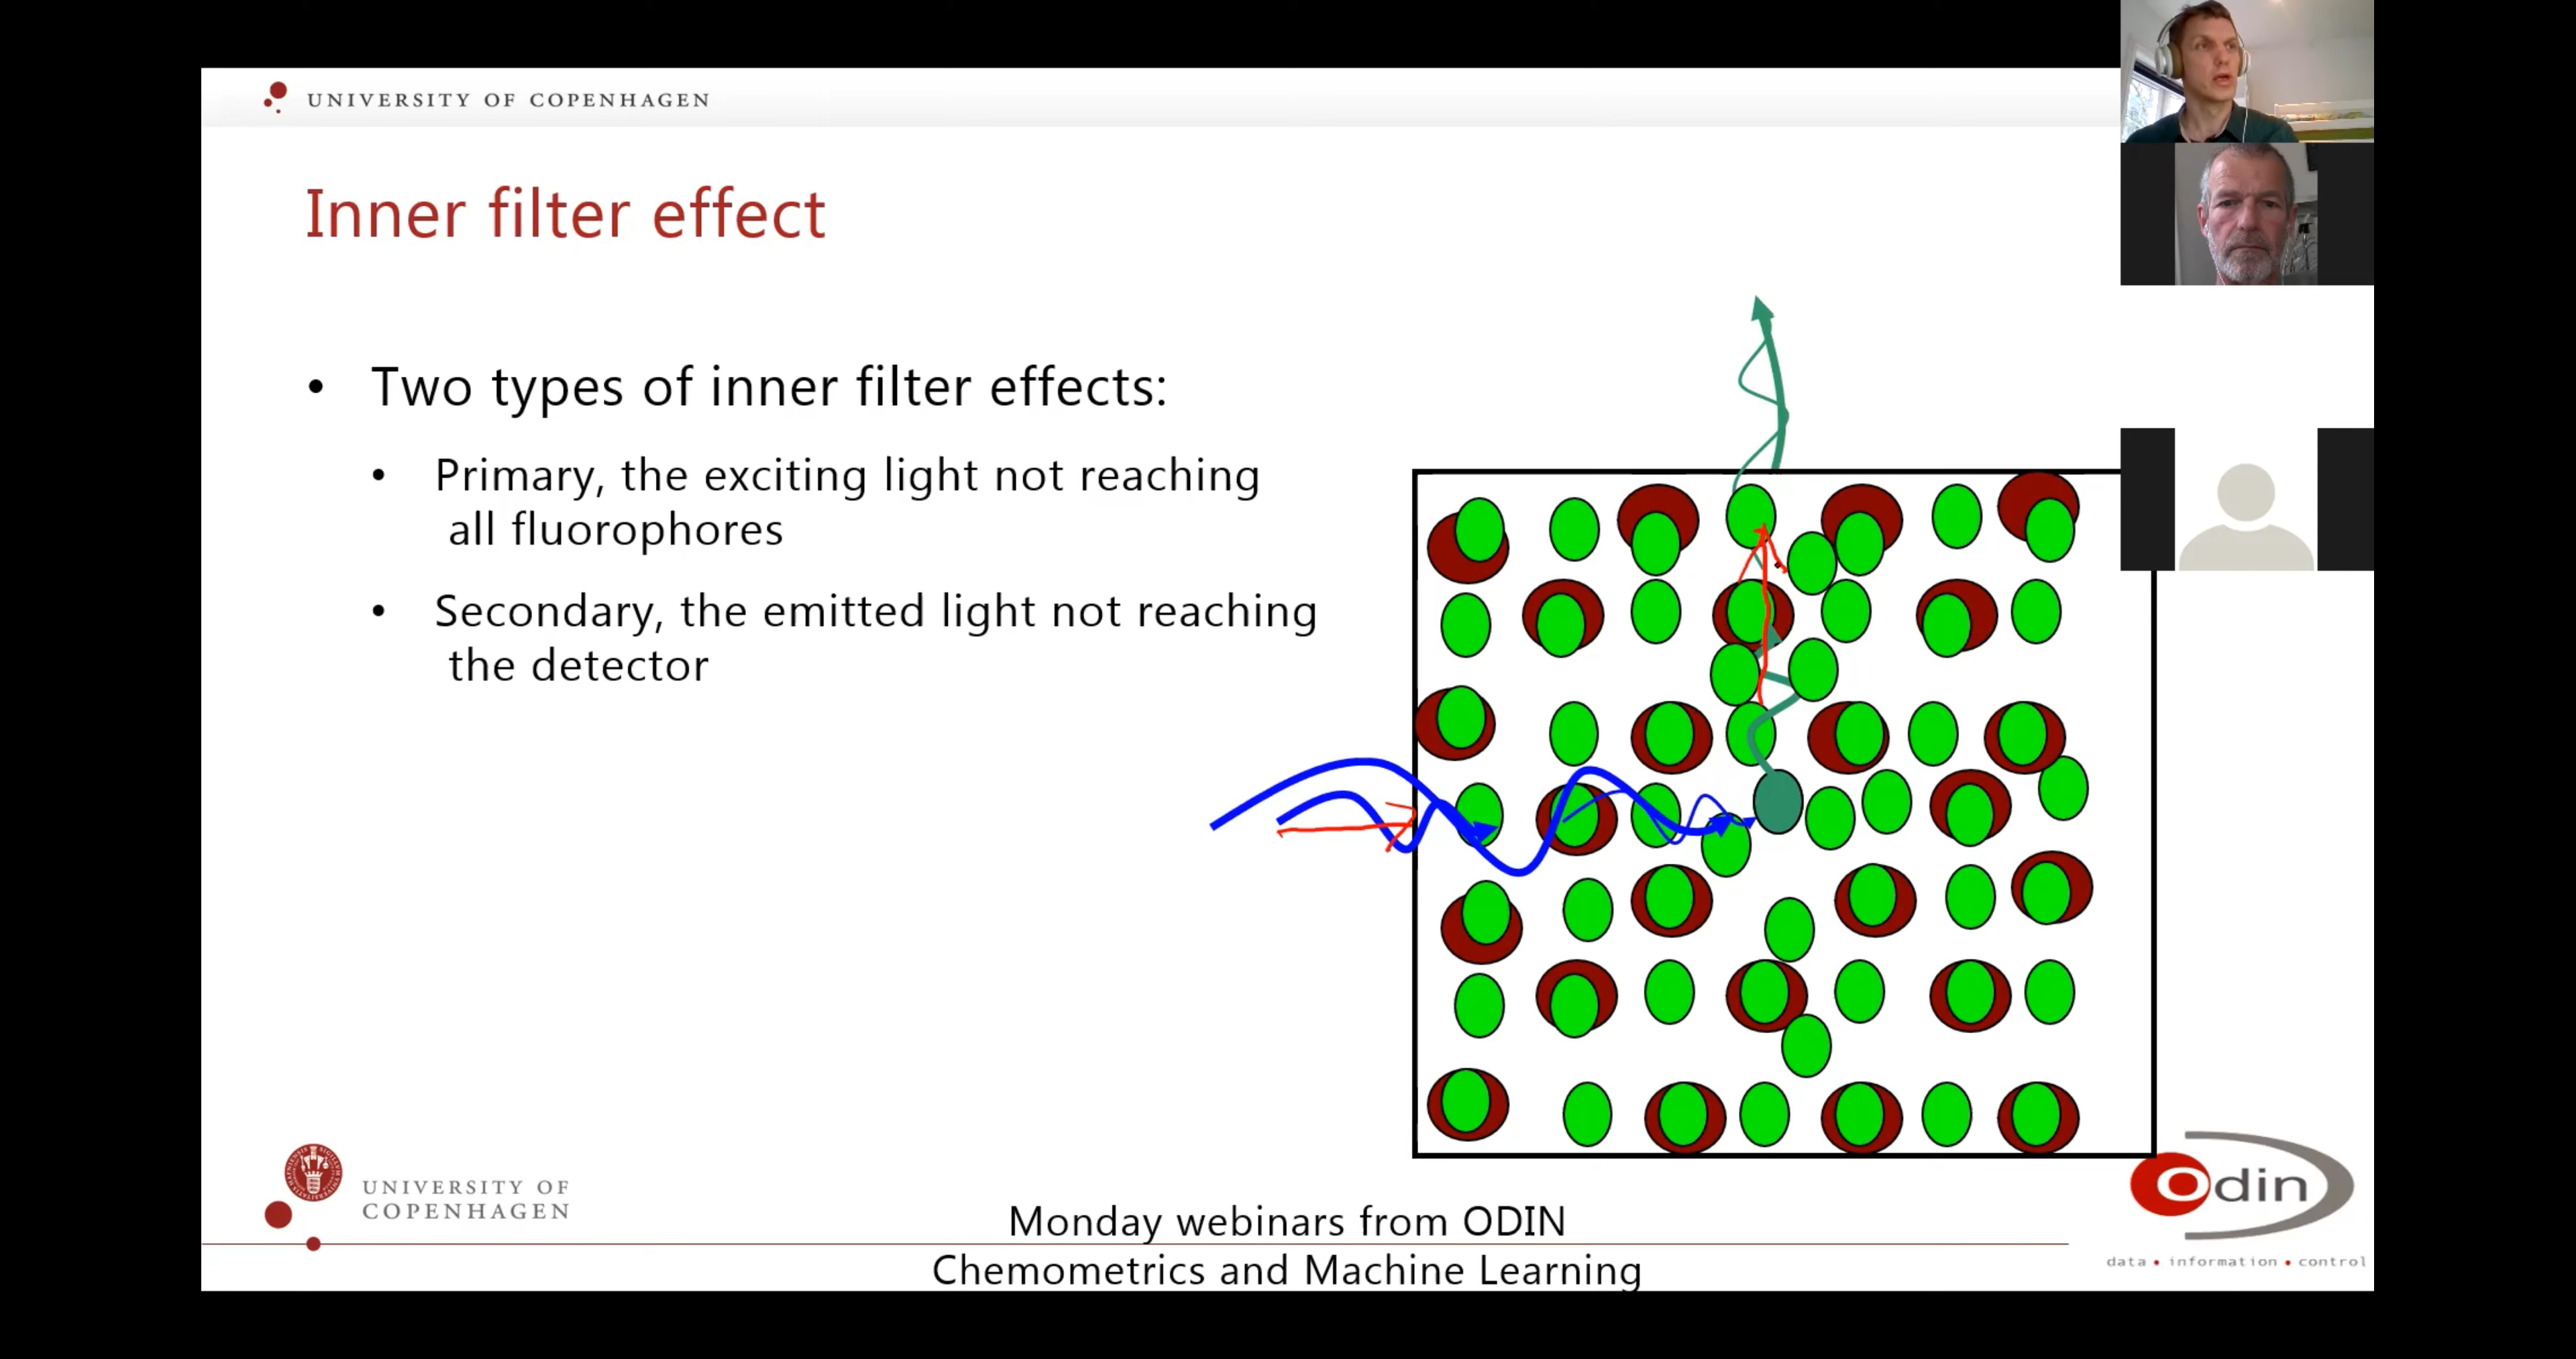 UNIVERSITY OF COPENHAGEN
Inner filter effect
• Two types of inner filter effects:
• Primary, the exciting light not reaching
all fluorophores
• Secondary, the emitted light not reaching
the detector
UNIVERSITY OF
COPENHAGEN
Monday webinars from ODIN
Chemometrics and Machine Learning
odin
data • information • control